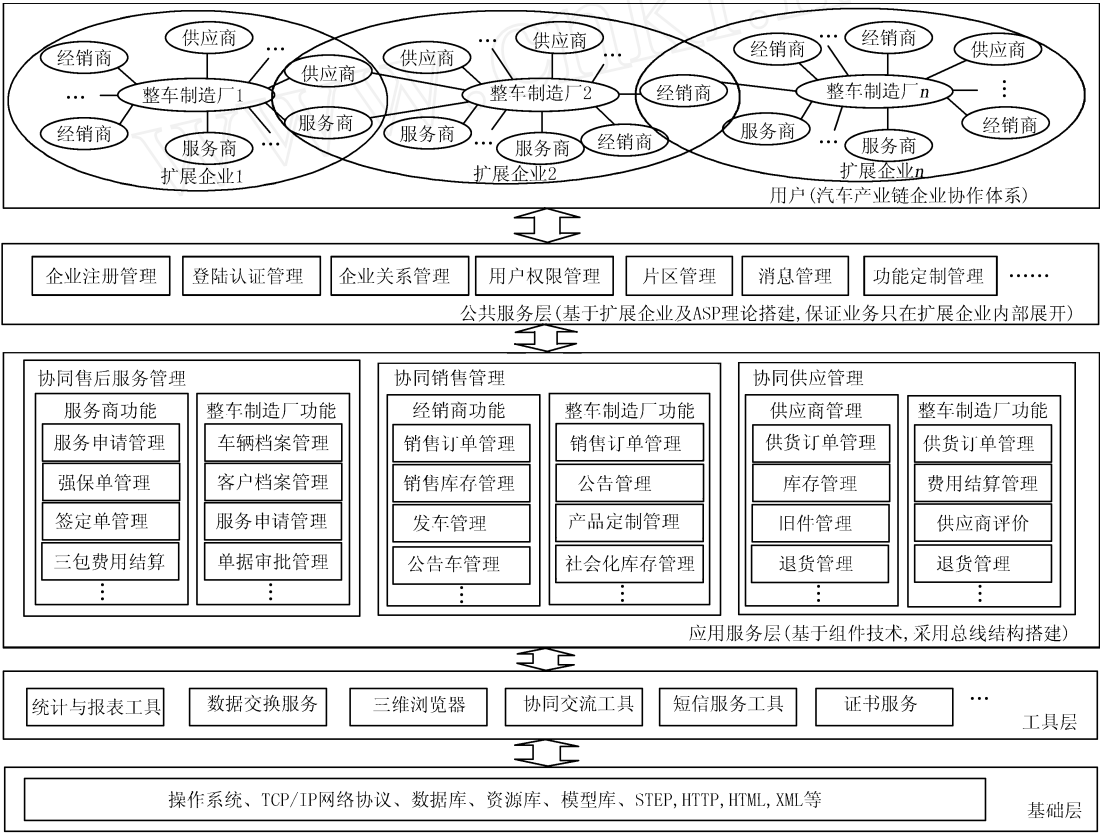 供应商
供应商
经销商
经销商
…
…
经销商
…
供应商
供应商
供应商
…
整车制造厂1
整车制造厂2
经销商
整车制造厂n
⋮
经销商
服务商
服务商
服务商
经销商
服务商
…
…
服务商
…
经销商
服务商
扩展企业1
扩展企业2
扩展企业n
用户(汽车产业链企业协作体系)
企业注册管理
登陆认证管理
企业关系管理
用户权限管理
片区管理
消息管理
功能定制管理
……
公共服务层(基于扩展企业及ASP理论搭建,保证业务只在扩展企业内部展开)
协同售后服务管理
服务商功能
服务申请管理
强保单管理
签定单管理
三包费用结算
⋮
整车制造厂功能
车辆档案管理
客户档案管理
服务申请管理
单据审批管理
⋮
协同销售管理
经销商功能
销售订单管理
销售库存管理
发车管理
公告车管理
⋮
整车制造厂功能
销售订单管理
公告管理
产品定制管理
社会化库存管理
⋮
协同供应管理
供应商管理
供货订单管理
库存管理
旧件管理
退货管理
⋮
整车制造厂功能
供货订单管理
费用结算管理
供应商评价
退货管理
⋮
应用服务层(基于组件技术,采用总线结构搭建)
统计与报表工具
数据交换服务
三维浏览器
协同交流工具
短信服务工具
证书服务
…
工具层
操作系统、TCP/IP网络协议、数据库、资源库、模型库、STEP,HTTP,HTML,XML等
基础层